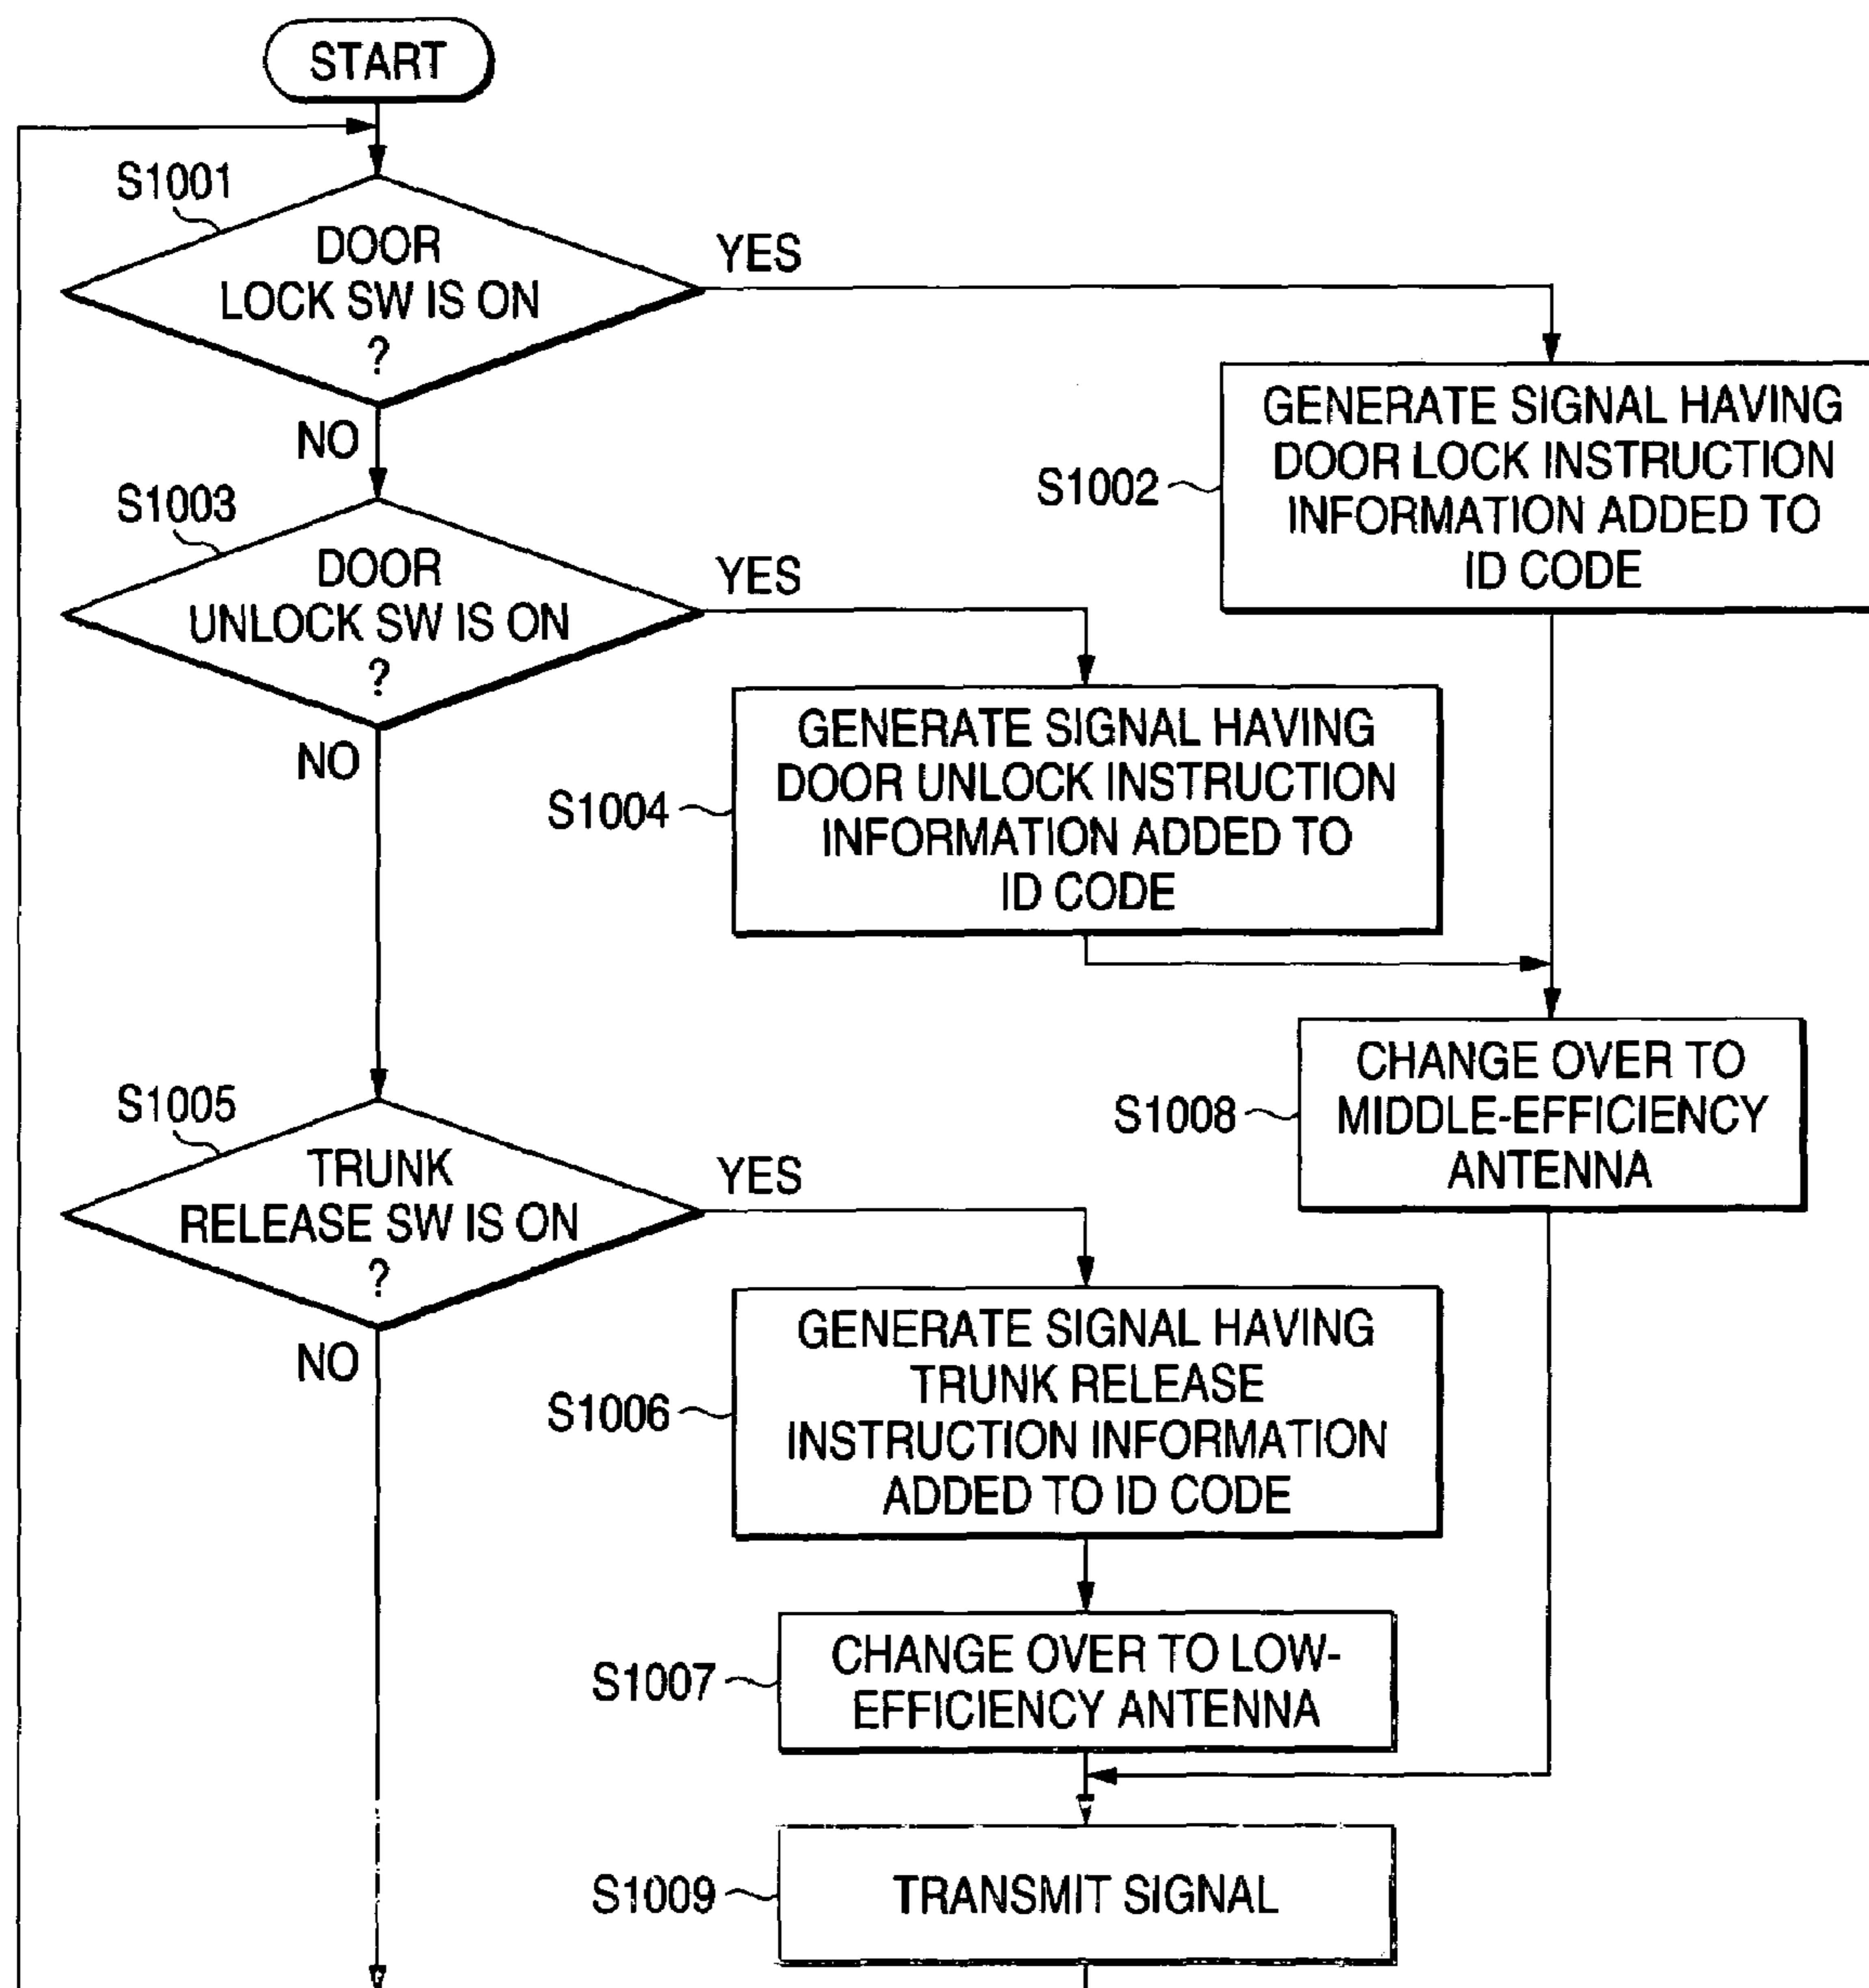 START
S1001
DOOR
LOCK SW IS ON
?
YES
NO
S1002
GENERATE SIGNAL HAVING
DOOR LOCK INSTRUCTION
INFORMATION ADDED TO
ID CODE
S1003
DOOR
UNLOCK SW IS ON
?
YES
NO
S1004
GENERATE SIGNAL HAVING
DOOR UNLOCK INSTRUCTION
INFORMATION ADDED TO
ID CODE
S1008
CHANGE OVER TO
MIDDLE-EFFICIENCY
ANTENNA
S1005
TRUNK
RELEASE SW IS ON
?
YES
NO
S1006
GENERATE SIGNAL HAVING
TRUNK RELEASE
INSTRUCTION INFORMATION
ADDED TO ID CODE
S1007
CHANGE OVER TO LOW-
EFFICIENCY ANTENNA
S1009
TRANSMIT SIGNAL